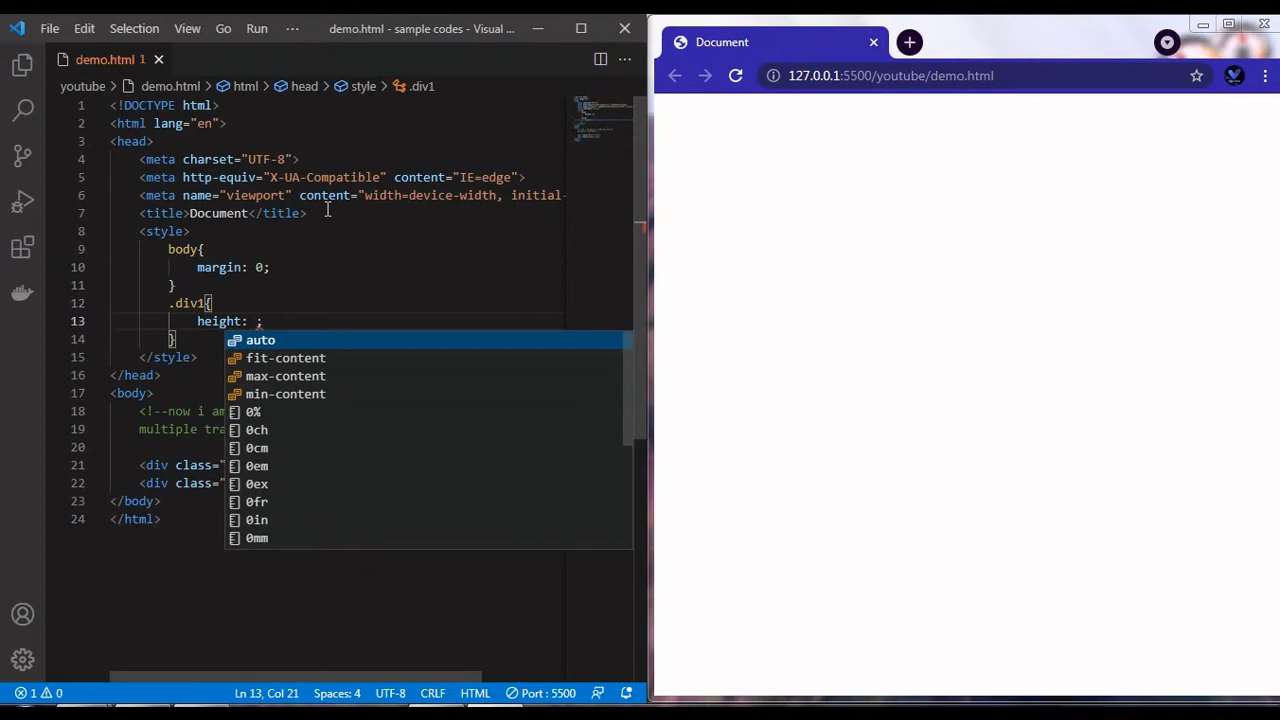 File Edit Selection View Go Run ··· demo.html - sample codes - Visual ...
demo.html 1
youtube > demo.html > html > head > style > .div1
1 <!DOCTYPE html>
2 <html lang="en">
3 <head>
4 <meta charset="UTF-8">
5 <meta http-equiv="X-UA-Compatible" content="IE=edge">
6 <meta name="viewport" content="width=device-width, initial-
7 <title>Document</title>
8 <style>
9 body{
10 margin: 0;
11 }
12 .div1{
13 height: ;
14 }
15 </style>
16 </head>
17 <body>
18 <!--now i am
19 multiple tra
20
21 <div class="
22 <div class="
23 </body>
24 </html>
auto
fit-content
max-content
min-content
0%
0ch
0cm
0em
0ex
0fr
0in
0mm
1 0 Ln 13, Col 21 Spaces: 4 UTF-8 CRLF HTML Port : 5500
Document
127.0.0.1:5500/youtube/demo.html